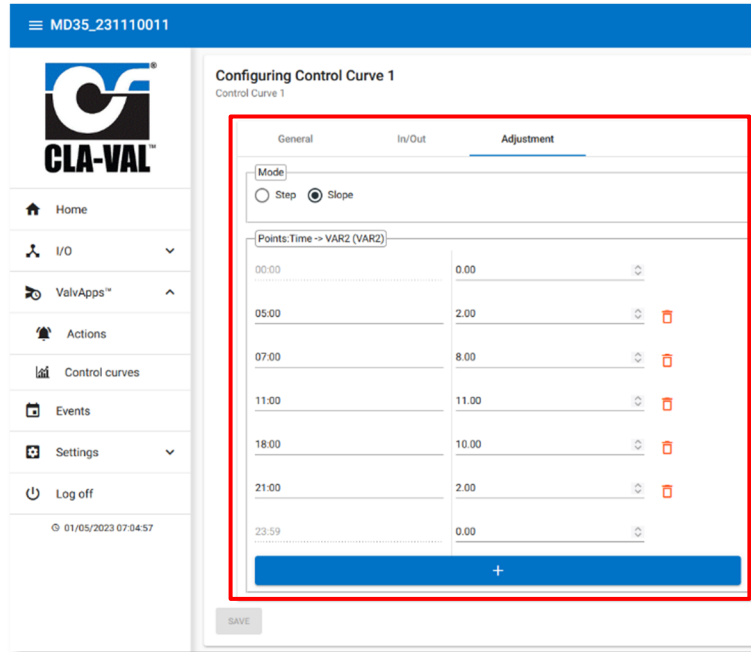 MD35_231110011
CLA-VAL™
Home
I/O
ValvApps™
Actions
Control curves
Events
Settings
Log off
01/05/2023 07:04:57
Configuring Control Curve 1
Control Curve 1
General In/Out Adjustment
Mode
Step Slope
Points:Time -> VAR2 (VAR2)
00:00 0.00
05:00 2.00
07:00 8.00
11:00 11.00
18:00 10.00
21:00 2.00
23:59 0.00
+
SAVE